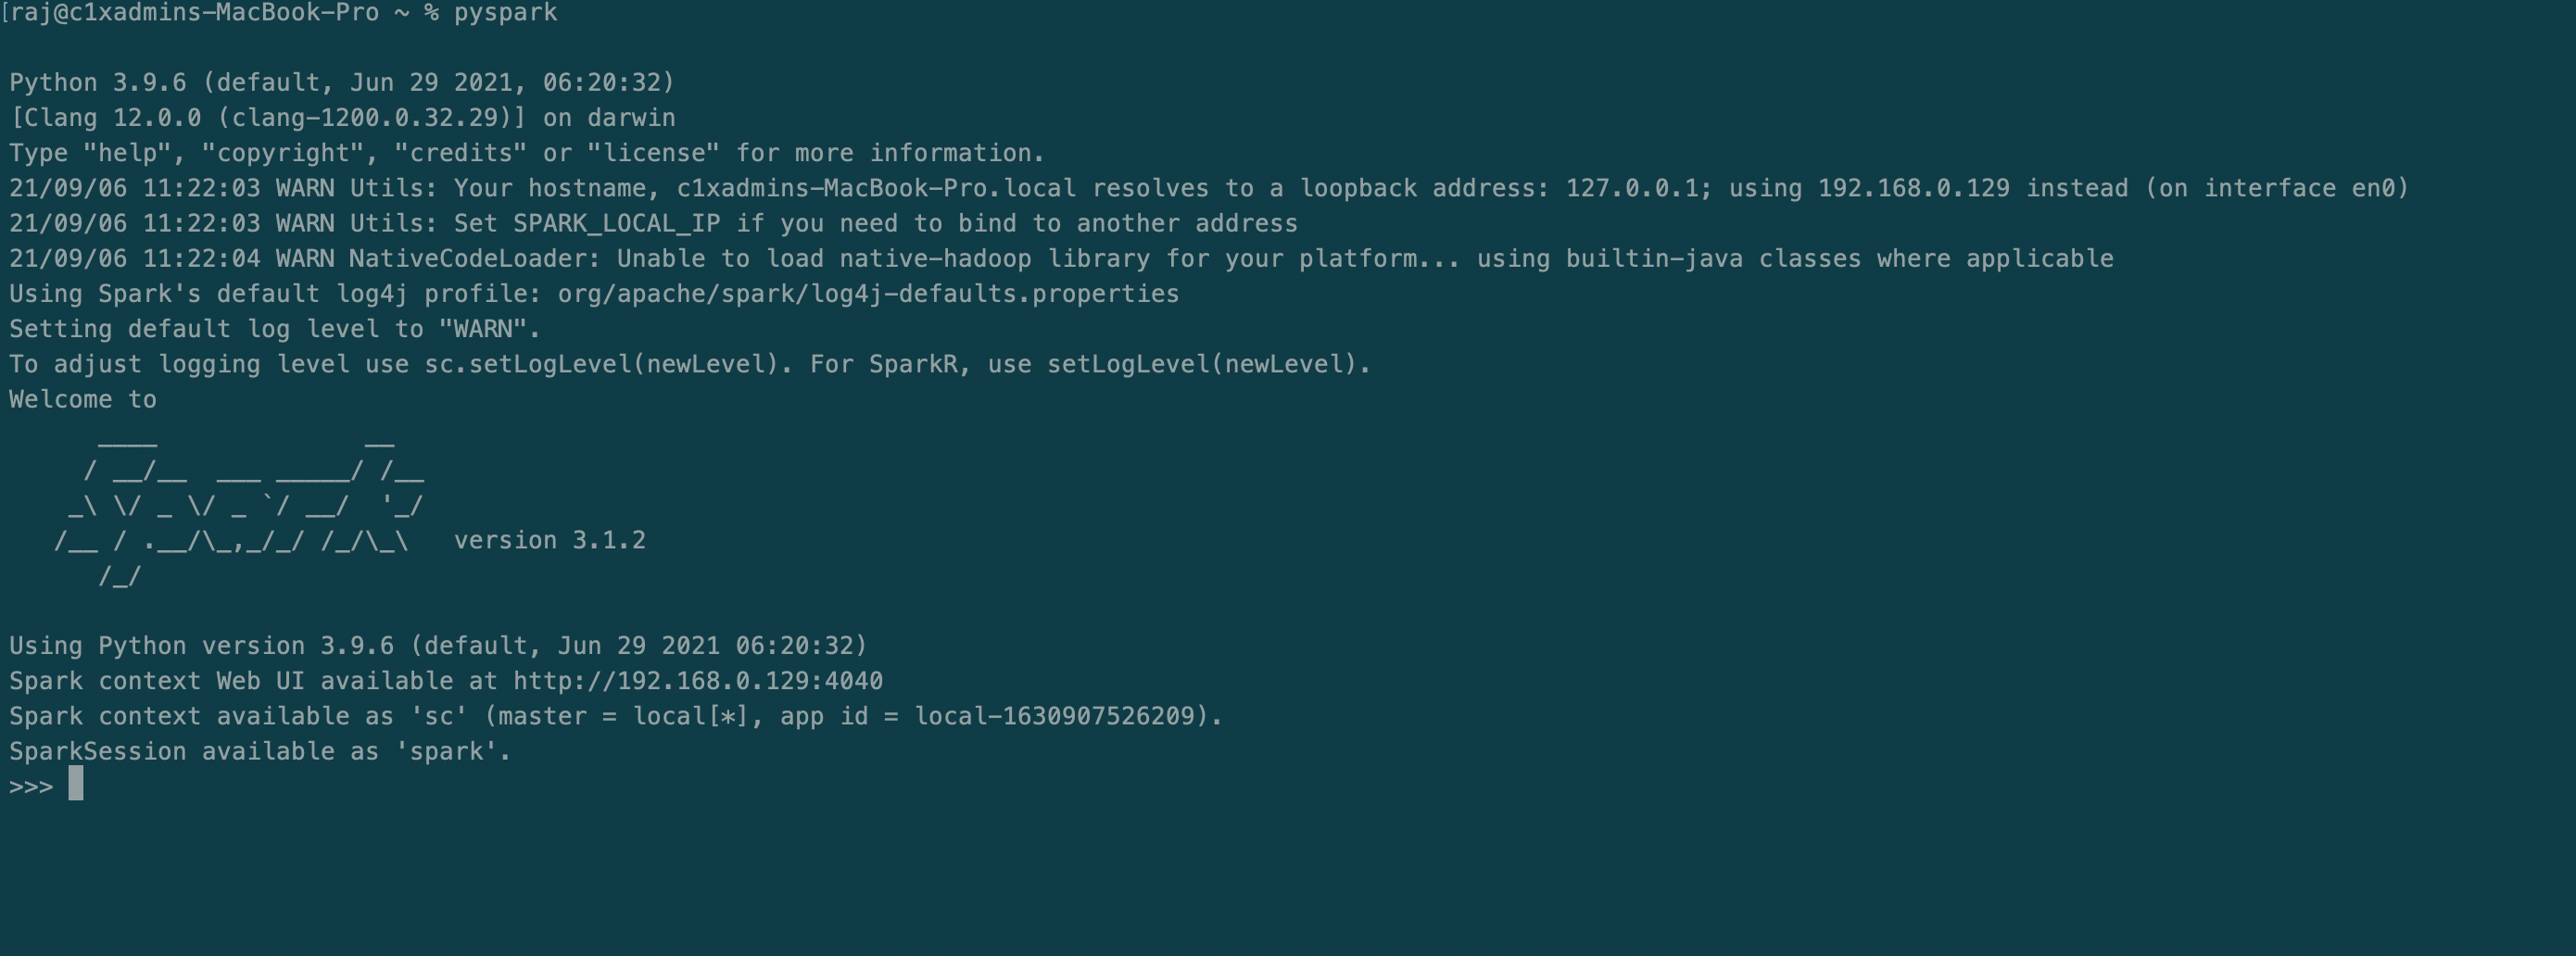 [raj@c1xadmins-MacBook-Pro ~ % pyspark
Python 3.9.6 (default, Jun 29 2021, 06:20:32)
[Clang 12.0.0 (clang-1200.0.32.29)] on darwin
Type "help", "copyright", "credits" or "license" for more information.
21/09/06 11:22:03 WARN Utils: Your hostname, c1xadmins-MacBook-Pro.local resolves to a loopback address: 127.0.0.1; using 192.168.0.129 instead (on interface en0)
21/09/06 11:22:03 WARN Utils: Set SPARK_LOCAL_IP if you need to bind to another address
21/09/06 11:22:04 WARN NativeCodeLoader: Unable to load native-hadoop library for your platform... using builtin-java classes where applicable
Using Spark's default log4j profile: org/apache/spark/log4j-defaults.properties
Setting default log level to "WARN".
To adjust logging level use sc.setLogLevel(newLevel). For SparkR, use setLogLevel(newLevel).
Welcome to
      ____              __
     / __/__  ___ _____/ /__
    _\ \/ _ \/ _ `/ __/  '_/
   /__ / .__/\_,_/_/ /_/\_\   version 3.1.2
      /_/
Using Python version 3.9.6 (default, Jun 29 2021 06:20:32)
Spark context Web UI available at http://192.168.0.129:4040
Spark context available as 'sc' (master = local[*], app id = local-1630907526209).
SparkSession available as 'spark'.
>>>